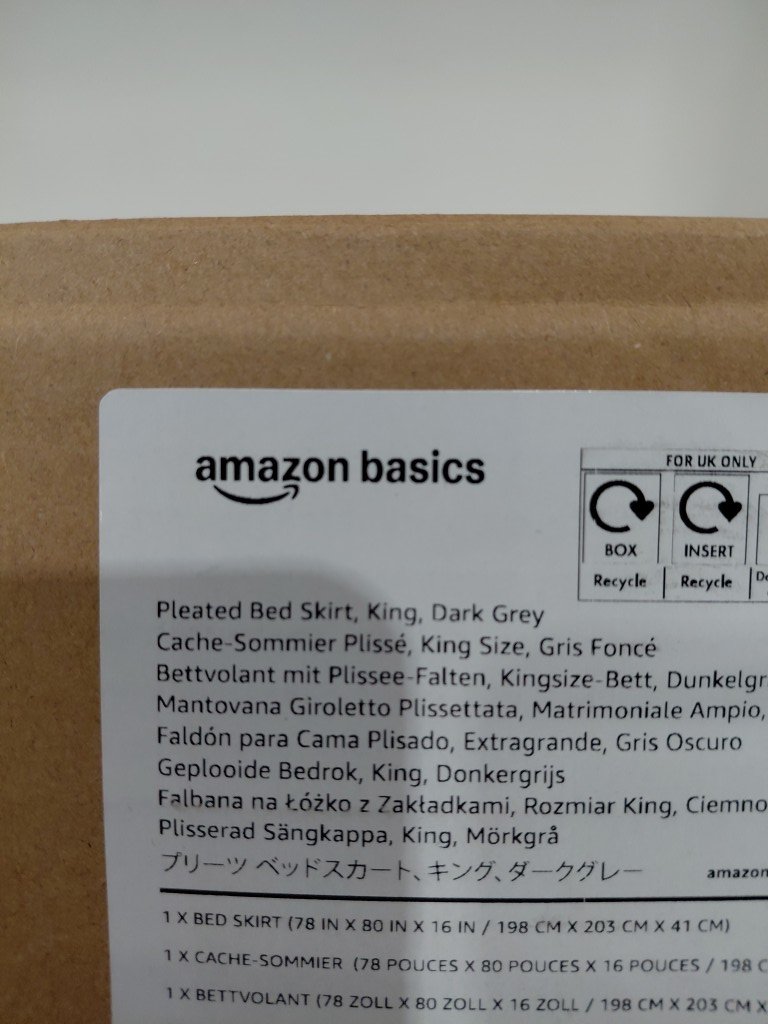 amazon basics
FOR UK ONLY
BOX INSERT
Recycle Recycle
Pleated Bed Skirt, King, Dark Grey
Cache-Sommier Plissé, King Size, Gris Foncé
Bettvolant mit Plissee-Falten, Kingsize-Bett, Dunkelgr
Mantovana Giroletto Plissettata, Matrimoniale Ampio,
Faldón para Cama Plisado, Extragrande, Gris Oscuro
Geplooide Bedrok, King, Donkergrijs
Falbana na Łóżko z Zakładkami, Rozmiar King, Ciemno
Plisserad Sängkappa, King, Mörkgrå
プリーツ ベッドスカート、キング、ダークグレー
amazon
1 X BED SKIRT (78 IN X 80 IN X 16 IN / 198 CM X 203 CM X 41 CM)
1 X CACHE-SOMMIER (78 POUCES X 80 POUCES X 16 POUCES / 198 C
1 X BETTVOLANT (78 ZOLL X 80 ZOLL X 16 ZOLL / 198 CM X 203 CM X